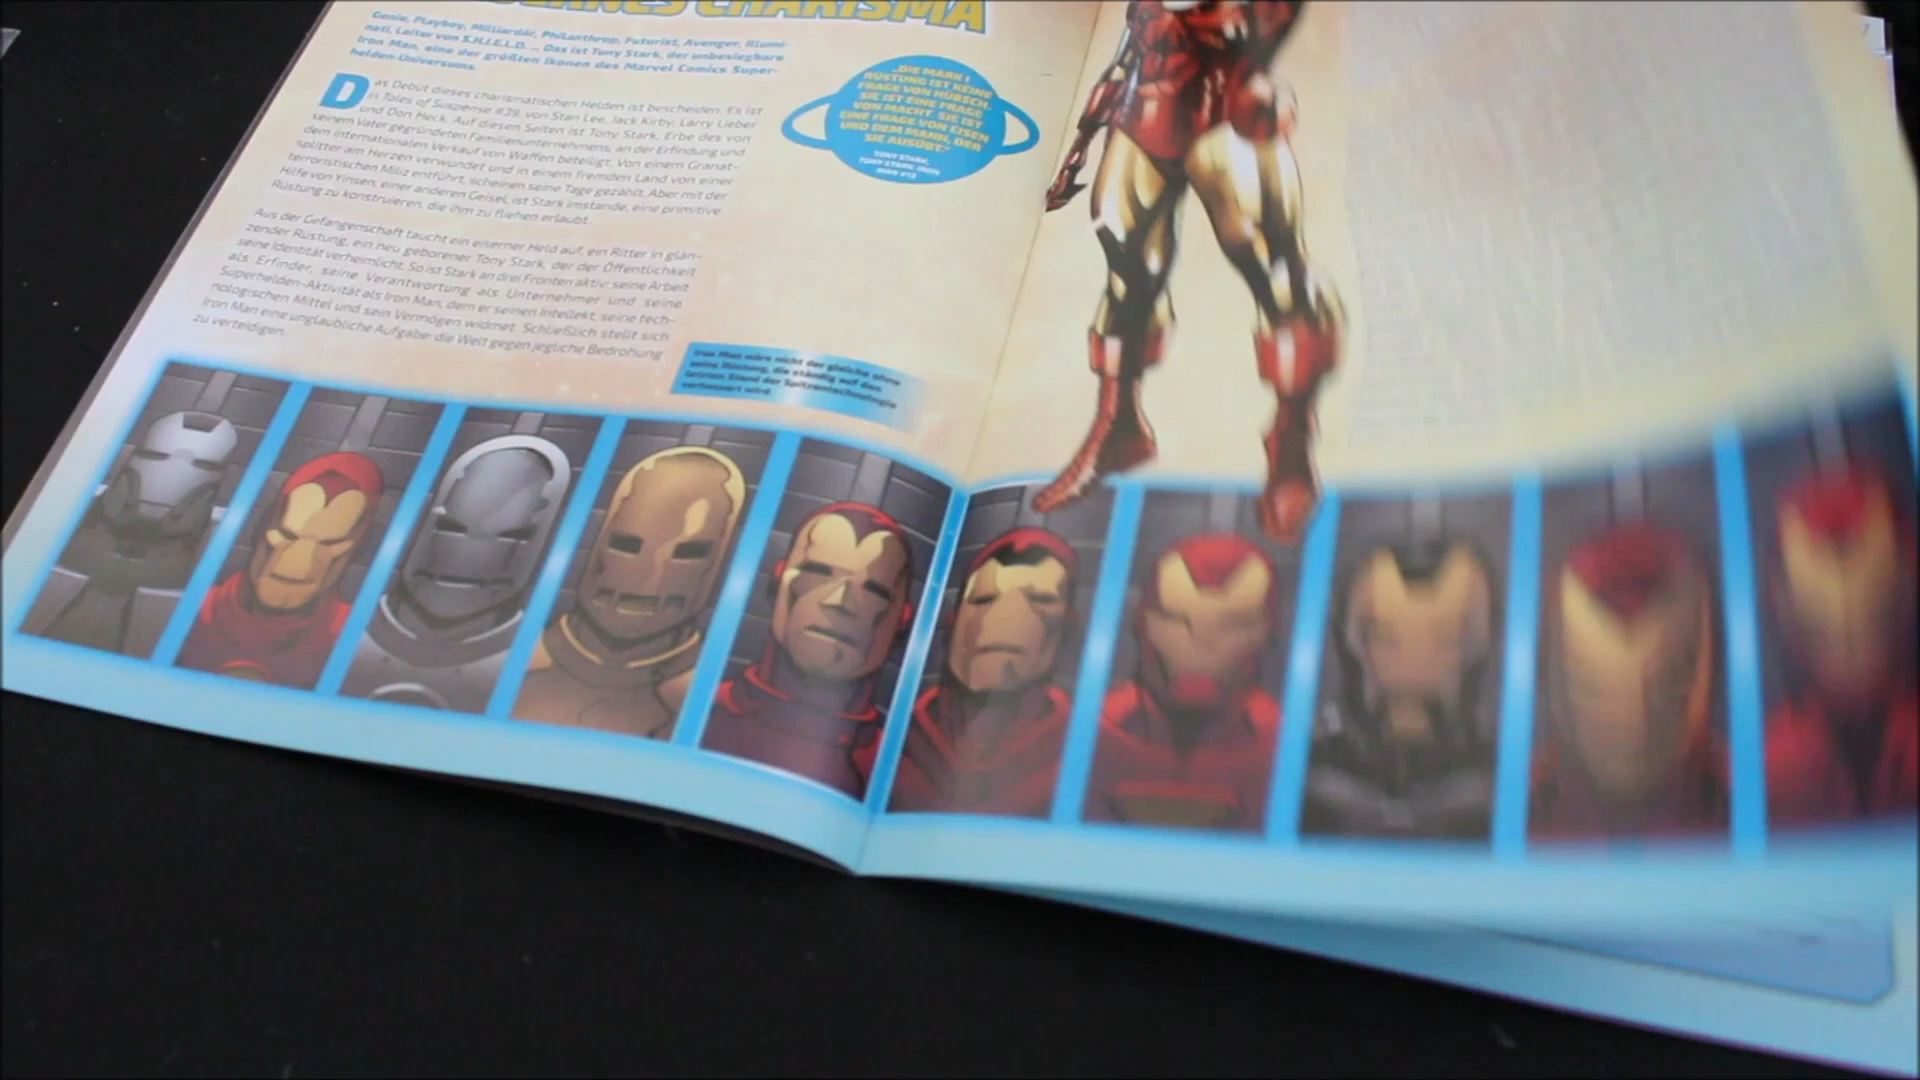 CHARISMA
Genie, Playboy, Milliardär, Philanthrop, Futurist, Avenger, Illumi-
nati, Leiter von S.H.I.E.L.D. ... Das ist Tony Stark, der unbesiegbare
Iron Man, eine der größten Ikonen des Marvel Comics Super-
helden-Universums.
Das Debüt dieses charismatischen Helden ist bescheiden. Es ist
in Tales of Suspense #39, von Stan Lee, Jack Kirby, Larry Lieber
und Don Heck. Auf diesen Seiten ist Tony Stark, Erbe des von
seinem Vater gegründeten Familienunternehmens, an der Erfindung und
dem internationalen Verkauf von Waffen beteiligt. Von einem Granat-
splitter am Herzen verwundet und in einem fremden Land von einer
terroristischen Miliz entführt, scheinen seine Tage gezählt. Aber mit der
Hilfe von Yinsen, einer anderen Geisel, ist Stark imstande, eine primitive
Rüstung zu konstruieren, die ihm zu fliehen erlaubt.
Aus der Gefangenschaft taucht ein eiserner Held auf, ein Ritter in glän-
zender Rüstung, ein neu geborener Tony Stark, der der Öffentlichkeit
seine Identität verheimlicht. So ist Stark an drei Fronten aktiv: seine Arbeit
als Erfinder, seine Verantwortung als Unternehmer und seine
Superhelden-Aktivität als Iron Man, dem er seinen Intellekt, seine tech-
nologischen Mittel und sein Vermögen widmet. Schließlich stellt sich
Iron Man eine unglaubliche Aufgabe: die Welt gegen jegliche Bedrohung
zu verteidigen.
„DIE MARK I
RÜSTUNG IST KEINE
FRAGE VON HÜBSCH.
SIE IST EINE FRAGE
VON MACHT. SIE IST
EINE FRAGE VON EISEN
UND DEM MANN, DER
SIE AUSÜBT."
TONY STARK,
TONY STARK: IRON
MAN #13
Iron Man wäre nicht der gleiche ohne
seine Rüstung, die ständig auf den
letzten Stand der Spitzentechnologie
verbessert wird.